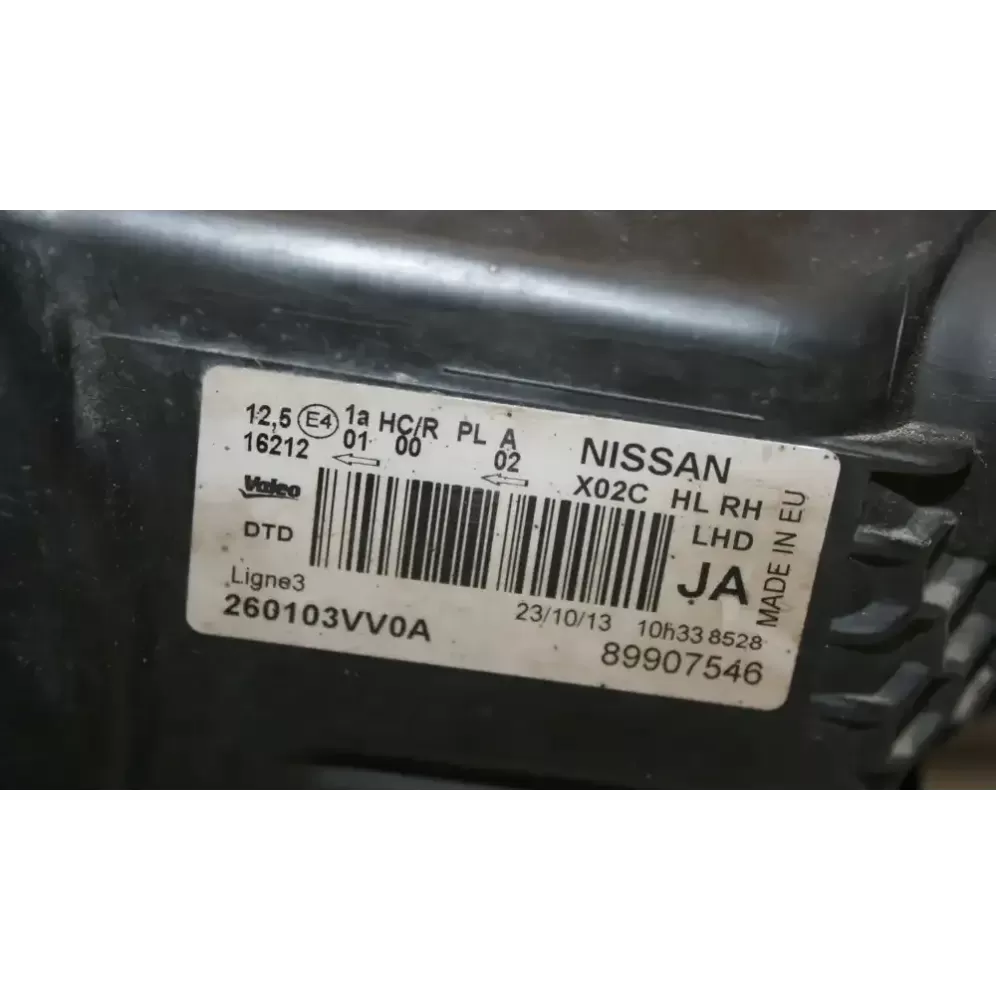 12,5 E4 1a HC/R PL A
16212 01 00 02
NISSAN
X02C HL RH
Valeo
LHD
DTD
JA
MADE IN EU
Ligne3
260103VV0A
23/10/13 10h33 8528
89907546